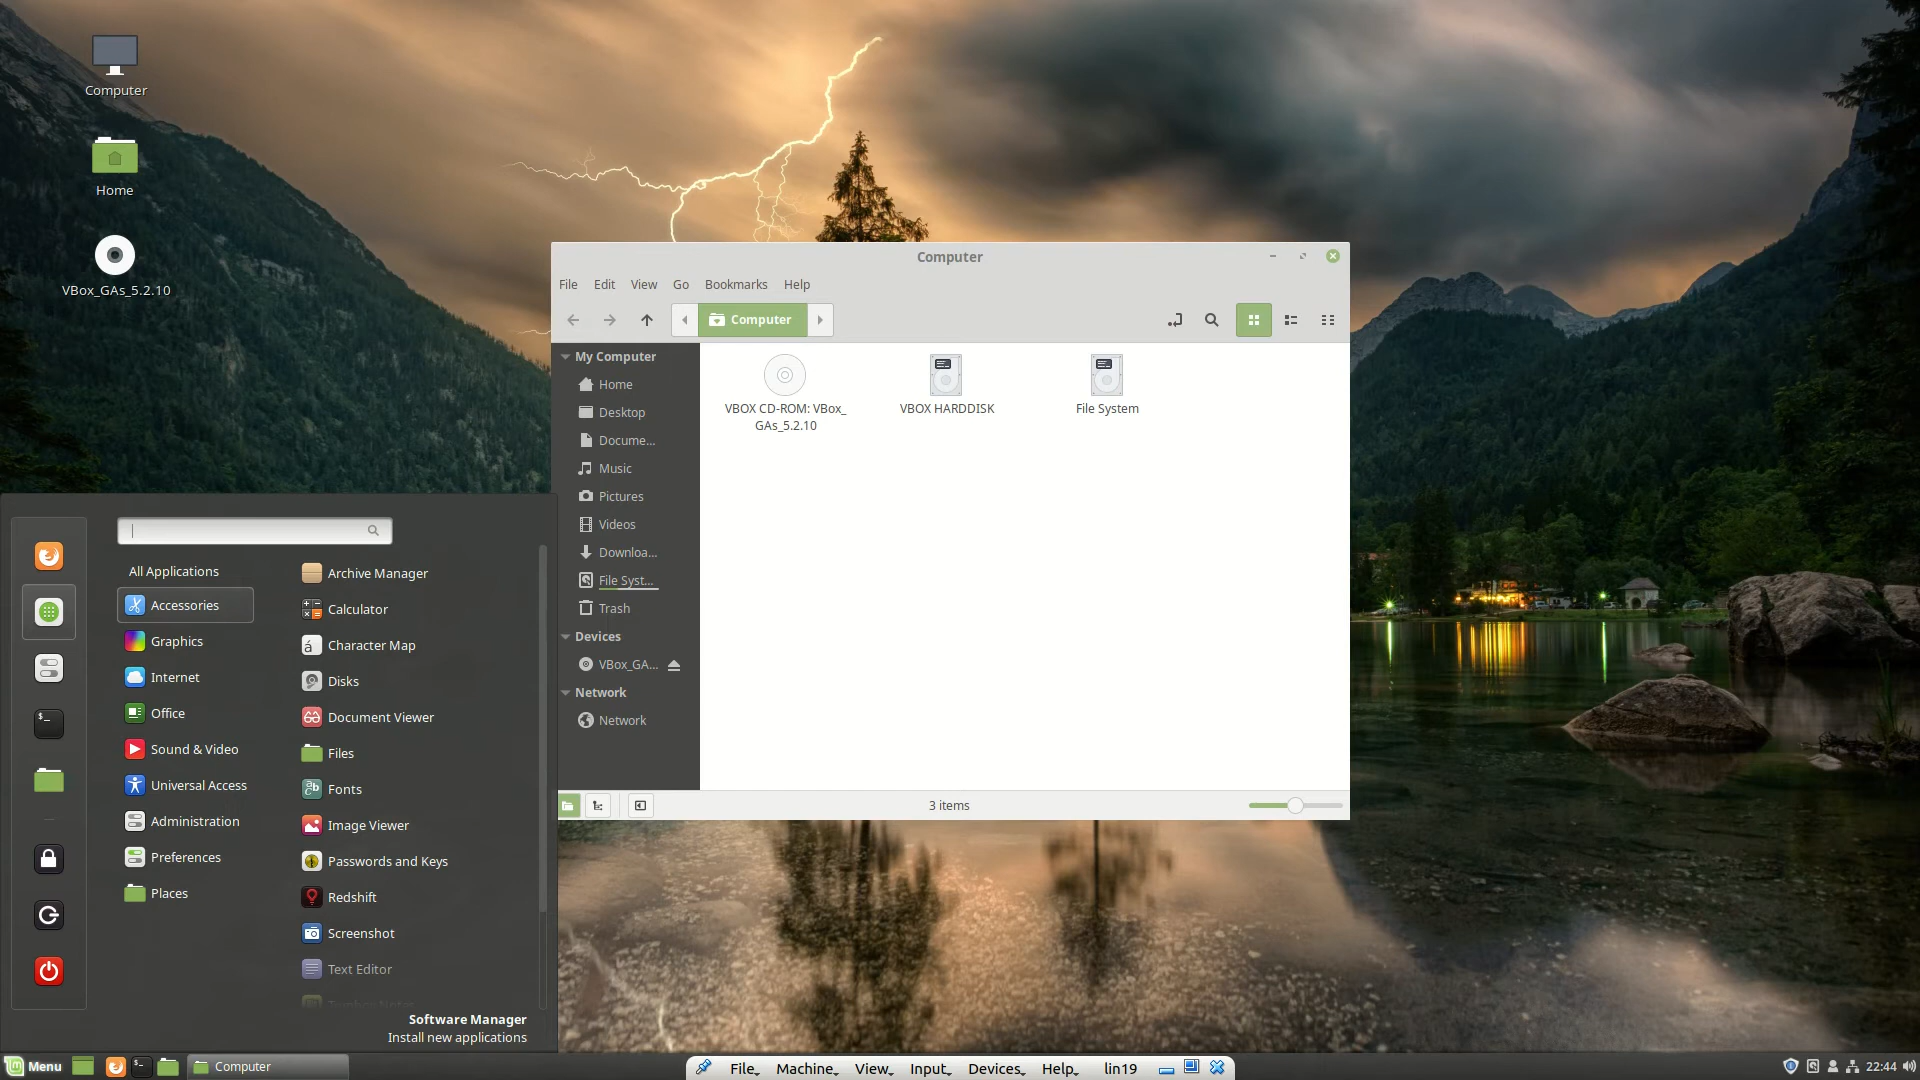 Computer
Home
VBox_GAs_5.2.10
Computer
File Edit View Go Bookmarks Help
Computer
My Computer
Home
Desktop
Docume...
Music
Pictures
Videos
Downloa...
File Syst...
Trash
Devices
VBox_GA...
Network
Network
VBOX CD-ROM: VBox_
GAs_5.2.10
VBOX HARDDISK
File System
3 items
All Applications
Accessories
Graphics
Internet
Office
Sound & Video
Universal Access
Administration
Preferences
Places
Archive Manager
Calculator
Character Map
Disks
Document Viewer
Files
Fonts
Image Viewer
Passwords and Keys
Redshift
Screenshot
Text Editor
Software Manager
Install new applications
Menu
Computer
File Machine View Input Devices Help lin19
22:44